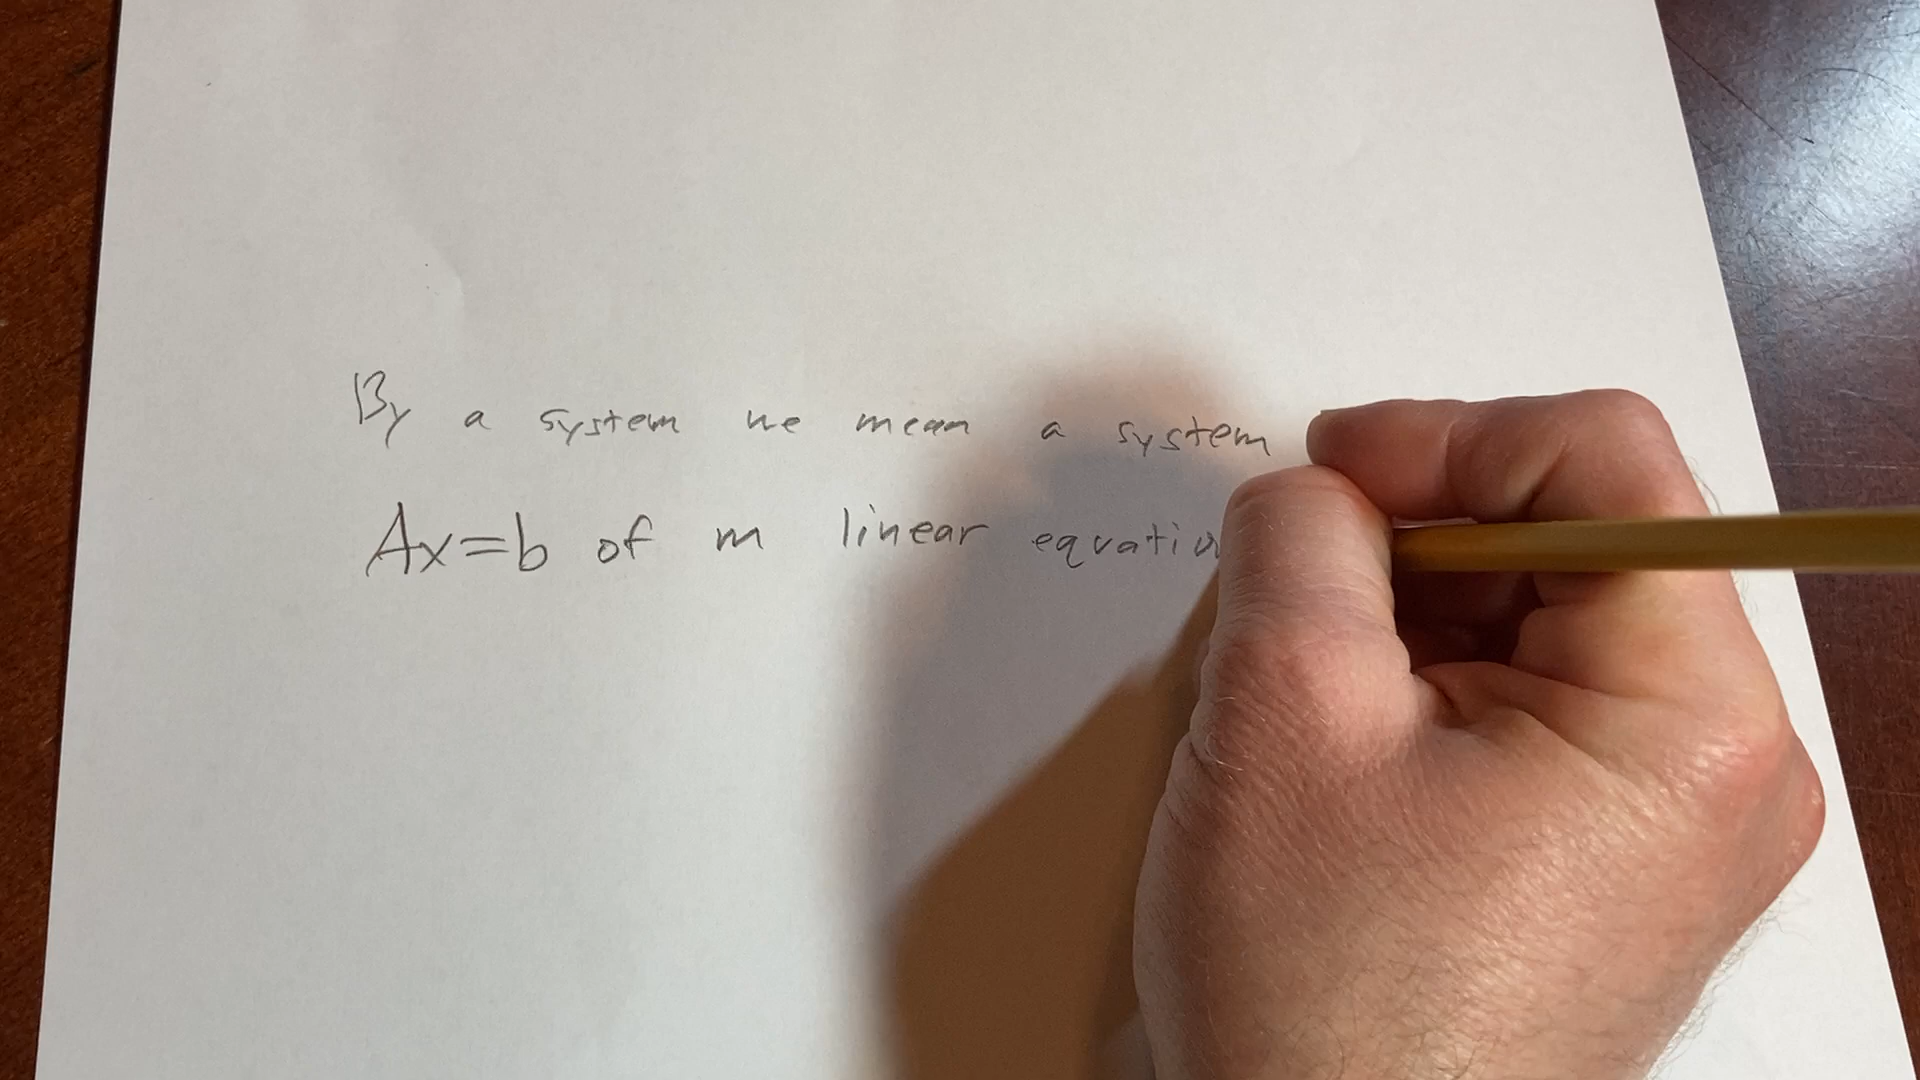 By a system we mean a system
Ax=b of m linear equatio